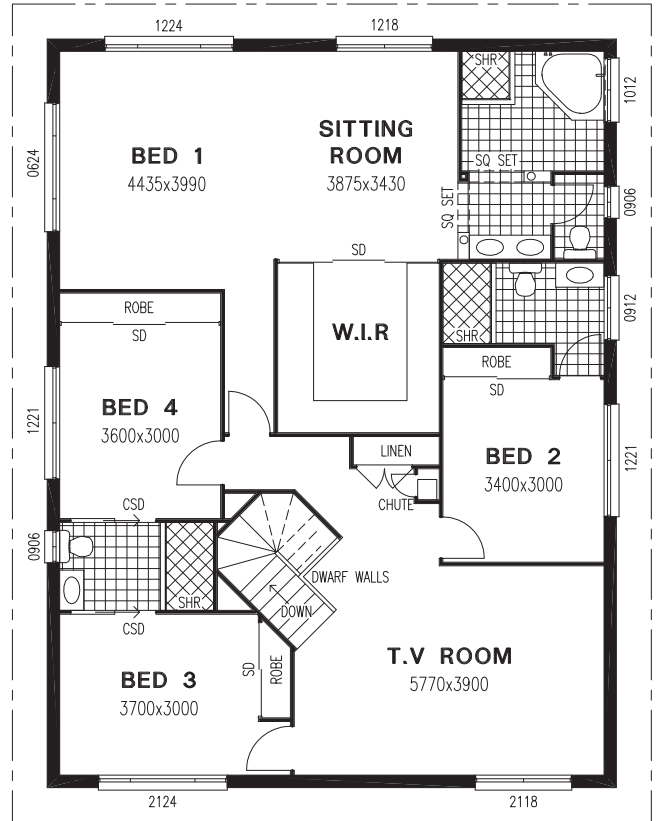 1224
1218
SHR
1012
0624
BED 1
4435x3990
SITTING
ROOM
3875x3430
SQ SET
SQ SET
0906
SD
ROBE
SD
W.I.R
SHR
0912
ROBE
SD
1221
BED 4
3600x3000
LINEN
BED 2
3400x3000
1221
CSD
CHUTE
0906
DWARF WALLS
SHR
DOWN
CSD
T.V ROOM
5770x3900
SD
ROBE
BED 3
3700x3000
2124
2118